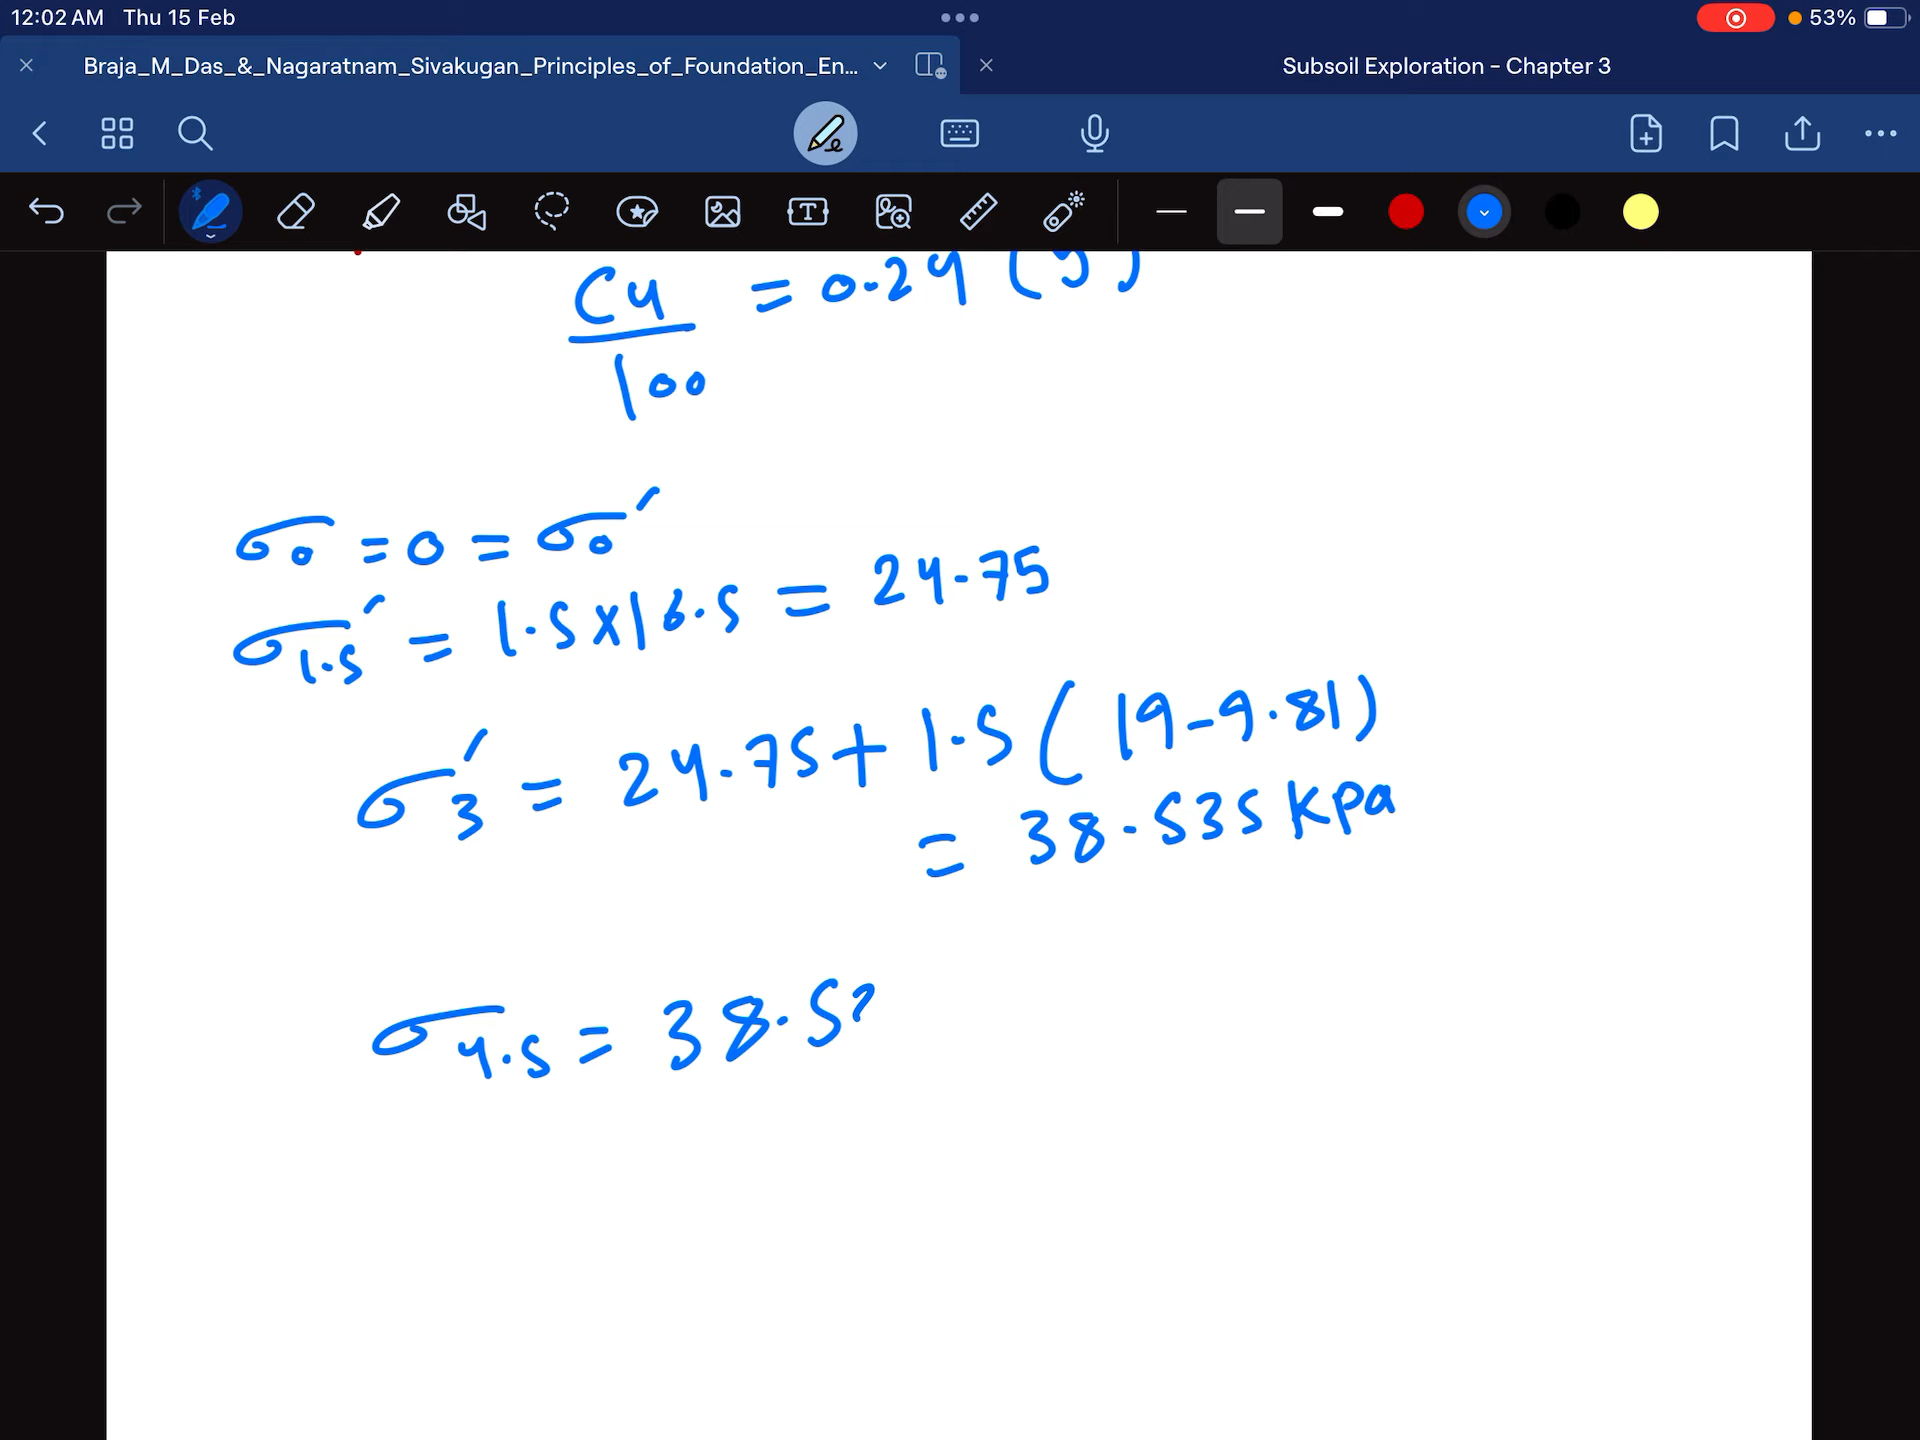 12:02 AM Thu 15 Feb
53%
Braja_M_Das_&_Nagaratnam_Sivakugan_Principles_of_Foundation_En...
Subsoil Exploration - Chapter 3
Cu = 0.29 ( )
100
σ₀ = 0 = σ₀′
σ₁.₅′ = 1.5×16.5 = 24.75
σ₃′ = 24.75 + 1.5 (19-9.81)
= 38.535 kpa
σ₄.₅ = 38.5